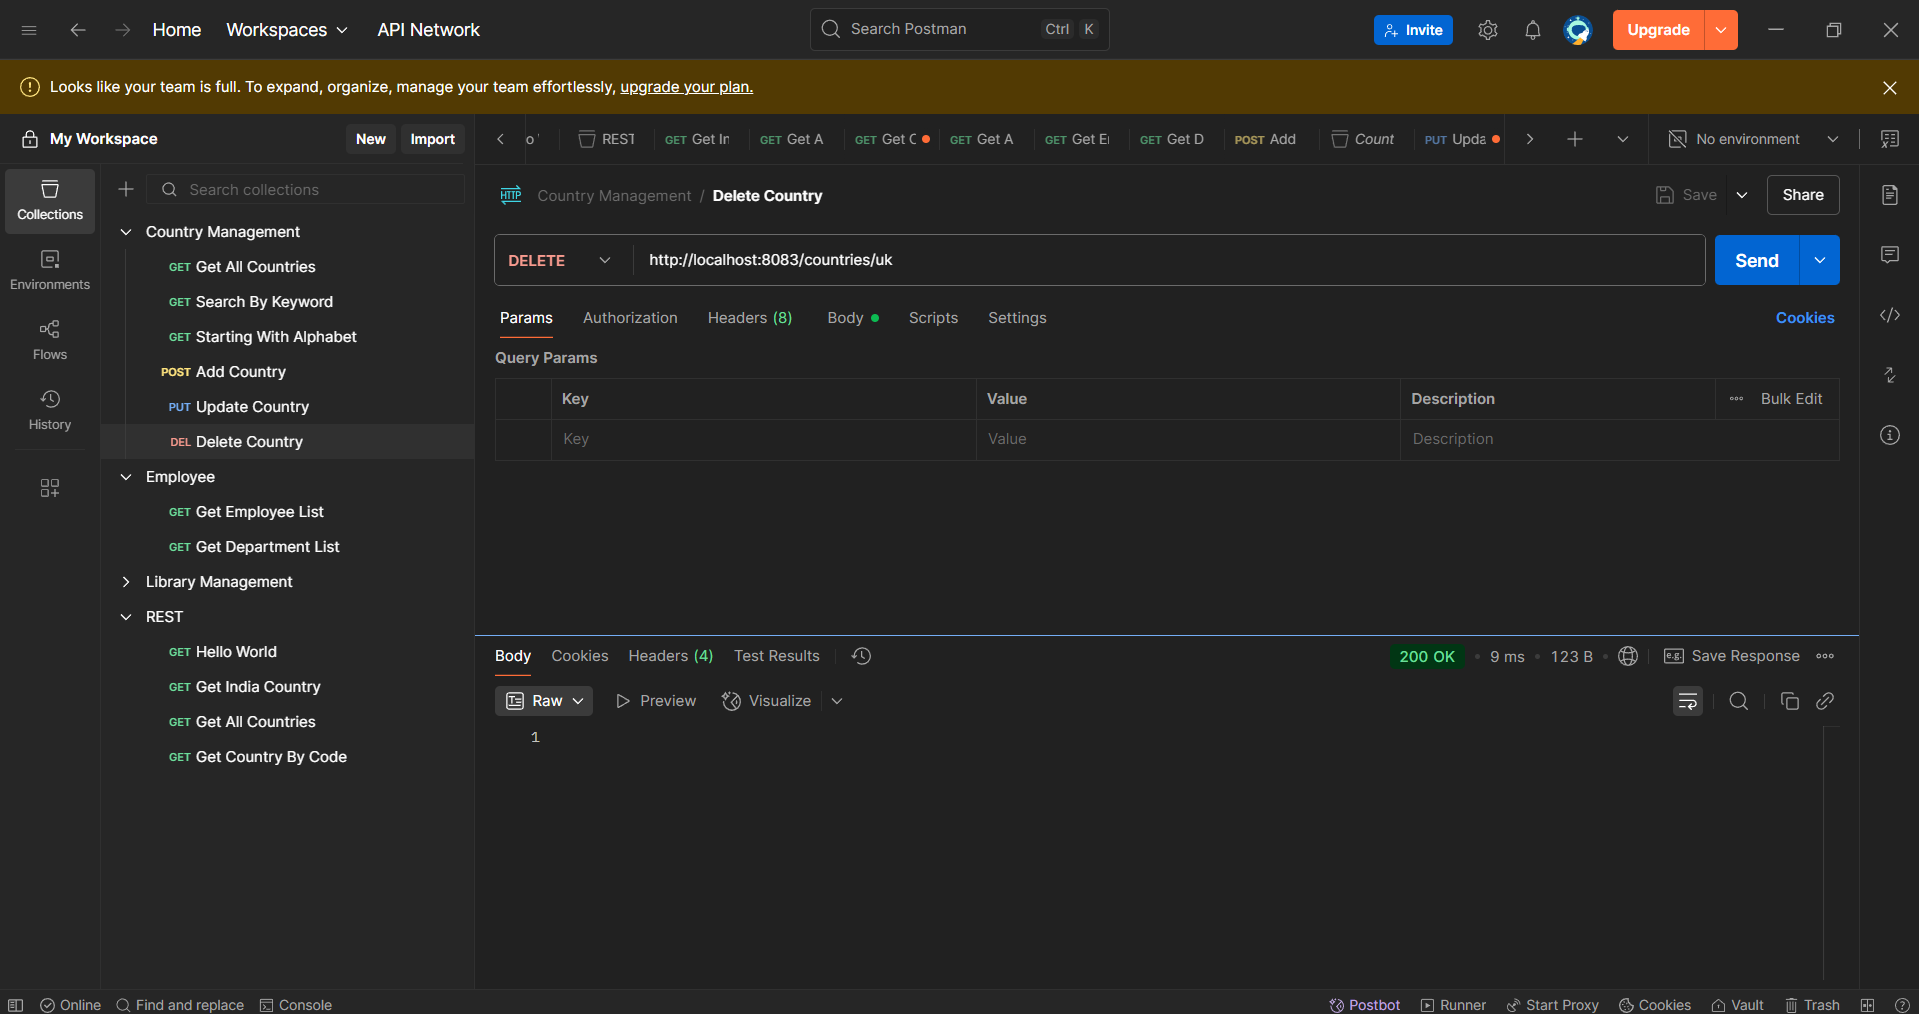 Home Workspaces API Network Search Postman Ctrl K Invite Upgrade
Looks like your team is full. To expand, organize, manage your team effortlessly, upgrade your plan.
My Workspace New Import
REST GET Get In GET Get A GET Get C GET Get A GET Get E GET Get D POST Add Count PUT Upda No environment
Collections
Environments
Flows
History
Search collections
Country Management
GET Get All Countries
GET Search By Keyword
GET Starting With Alphabet
POST Add Country
PUT Update Country
DEL Delete Country
Employee
GET Get Employee List
GET Get Department List
Library Management
REST
GET Hello World
GET Get India Country
GET Get All Countries
GET Get Country By Code
HTTP Country Management / Delete Country Save Share
DELETE http://localhost:8083/countries/uk Send
Params Authorization Headers (8) Body Scripts Settings Cookies
Query Params
Key Value Description Bulk Edit
Key Value Description
Body Cookies Headers (4) Test Results 200 OK 9 ms 123 B e.g. Save Response
Raw Preview Visualize
1
Online Find and replace Console Postbot Runner Start Proxy Cookies Vault Trash